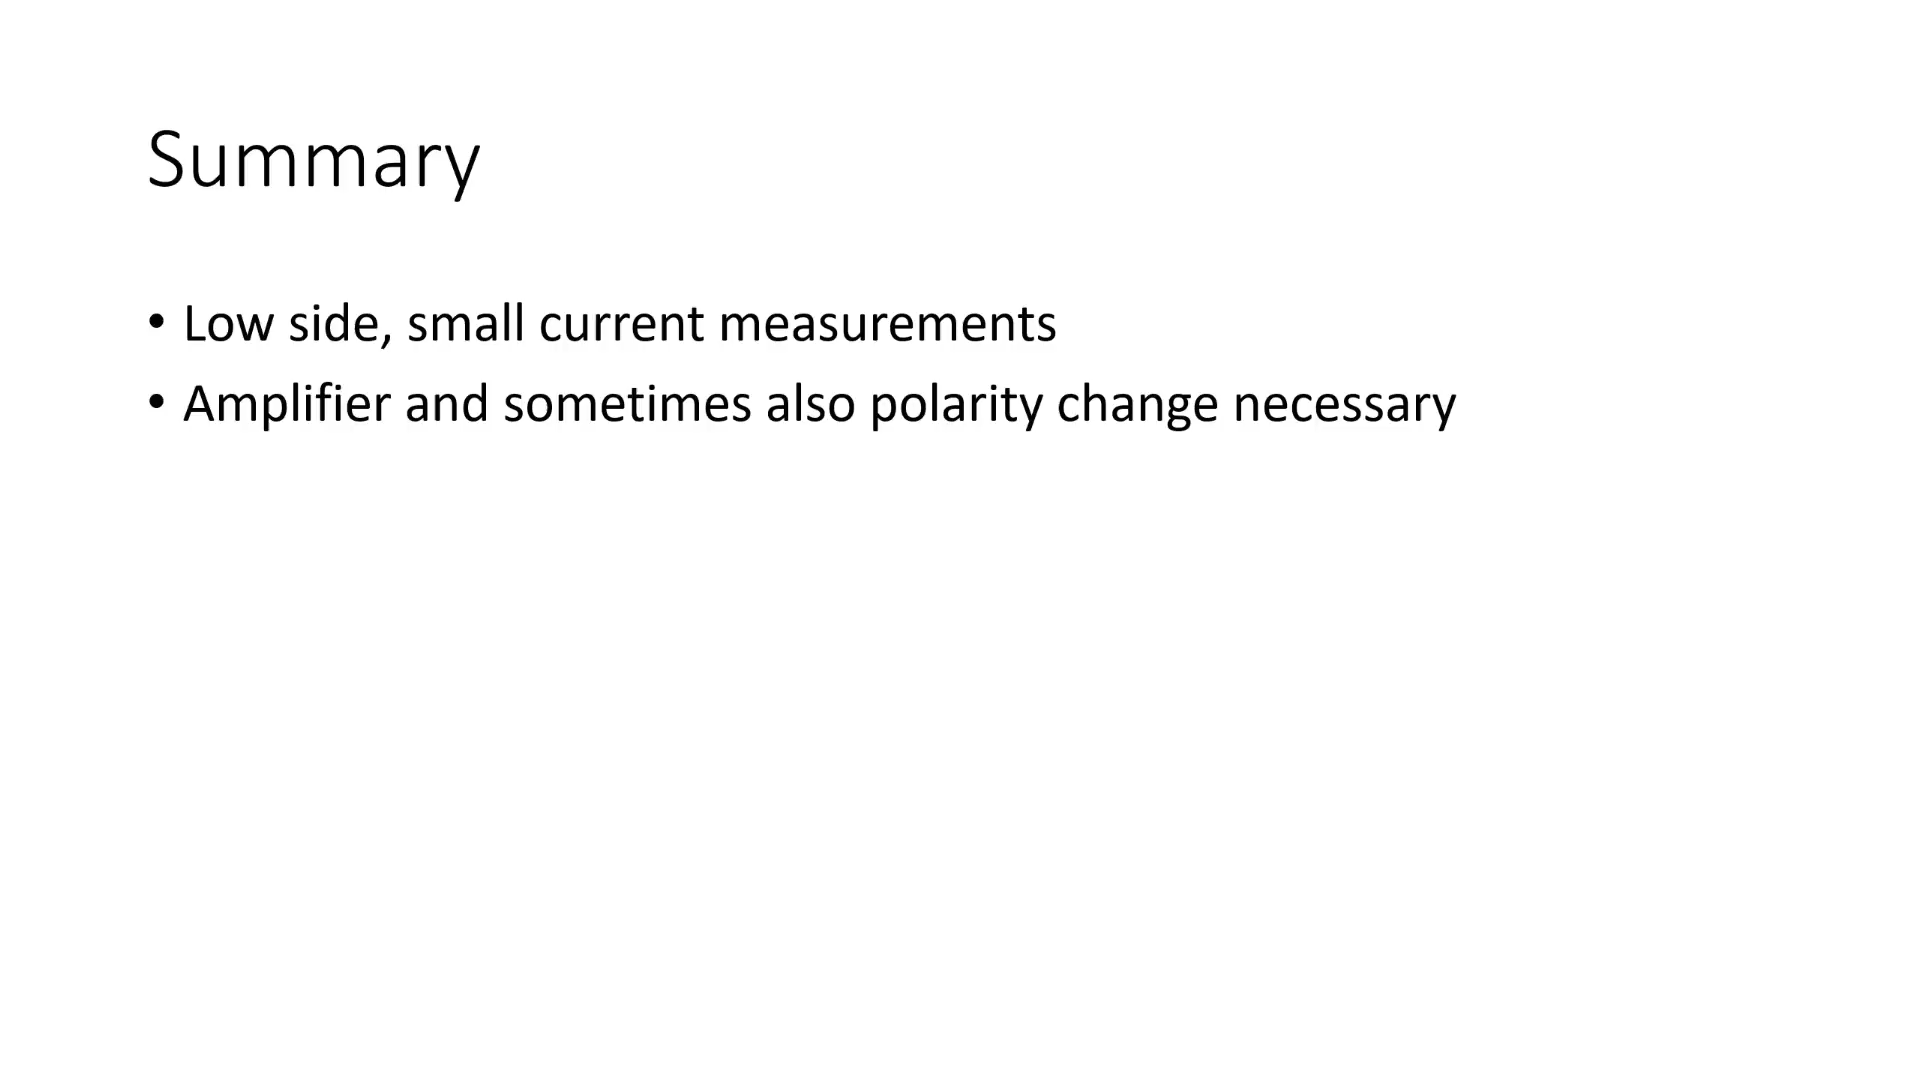 Summary
• Low side, small current measurements
• Amplifier and sometimes also polarity change necessary